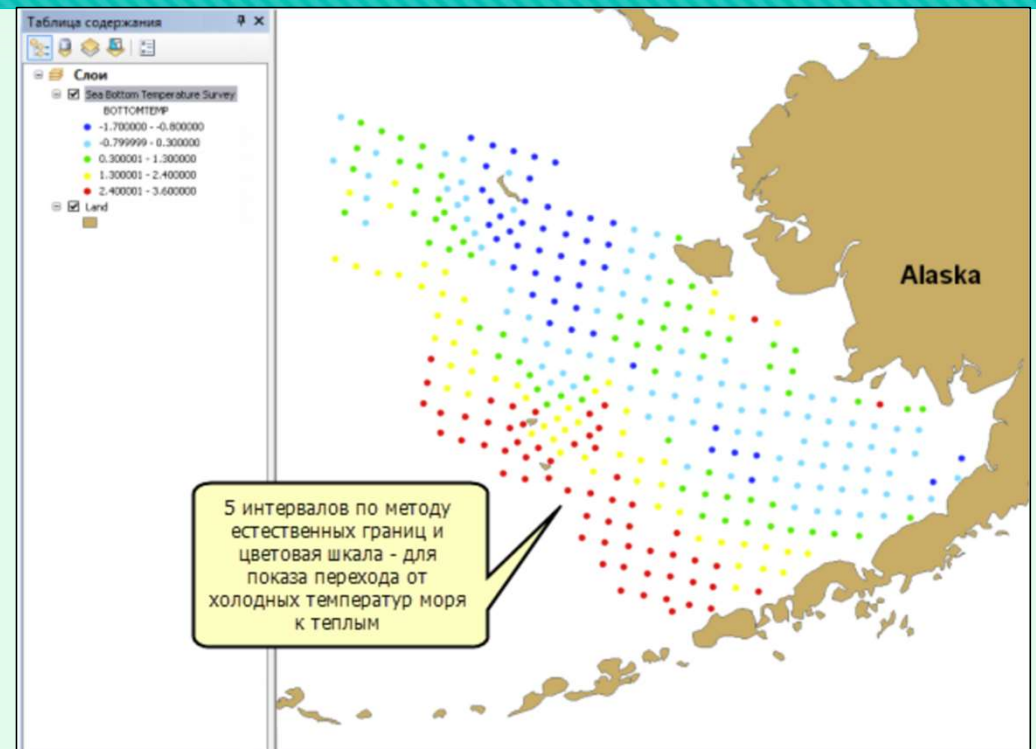 Таблица содержания
Слои
Sea Bottom Temperature Survey
BOTTOMTEMP
-1.700000 - -0.800000
-0.799999 - 0.300000
0.300001 - 1.300000
1.300001 - 2.400000
2.400001 - 3.600000
Land
Alaska
5 интервалов по методу
естественных границ и
цветовая шкала - для
показа перехода от
холодных температур моря
к теплым